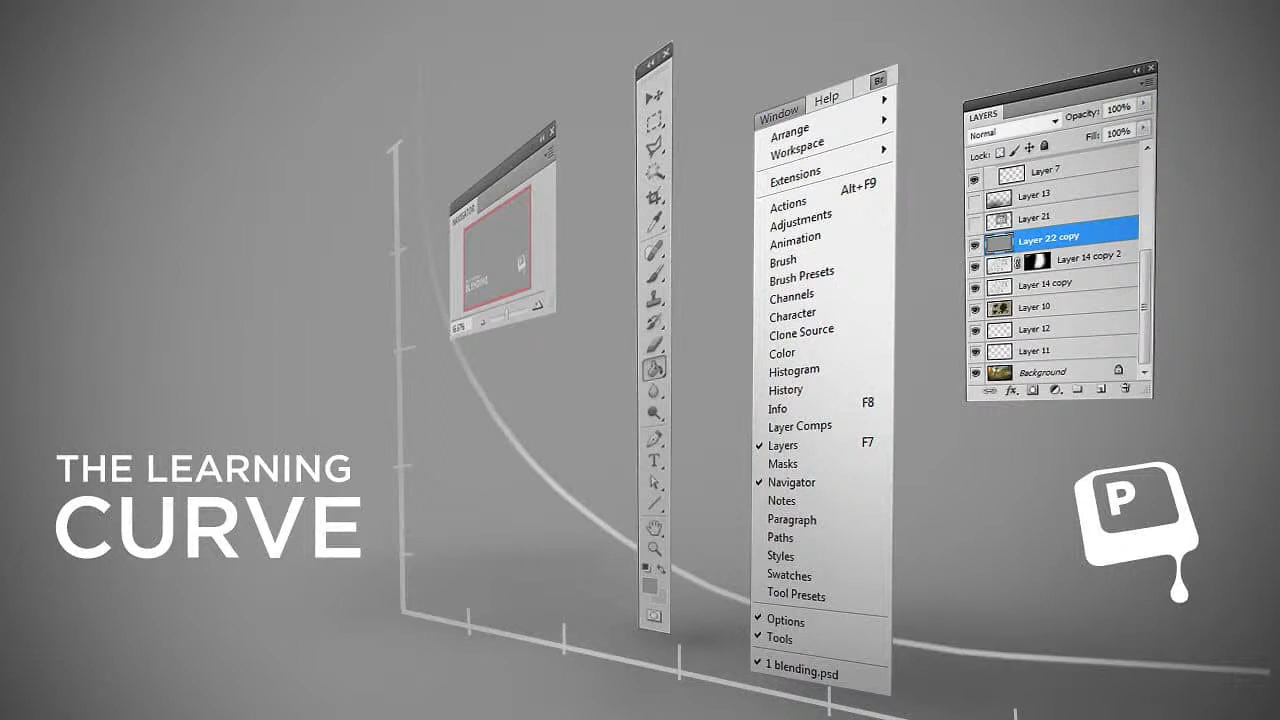 THE LEARNING
CURVE
NAVIGATOR
BLENDING
Window Help Br
Arrange
Workspace
Extensions
Actions Alt+F9
Adjustments
Animation
Brush
Brush Presets
Channels
Character
Clone Source
Color
Histogram
History
Info F8
Layer Comps
Layers F7
Masks
Navigator
Notes
Paragraph
Paths
Styles
Swatches
Tool Presets
Options
Tools
1 blending.psd
LAYERS
Normal Opacity: 100%
Lock: Fill: 100%
Layer 7
Layer 13
Layer 21
Layer 22 copy
Layer 14 copy 2
Layer 14 copy
Layer 10
Layer 12
Layer 11
Background
fx
P